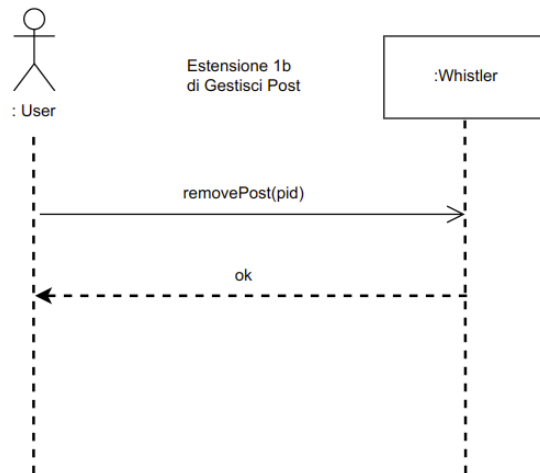 Estensione 1b
di Gestisci Post
:Whistler
: User
removePost(pid)
ok